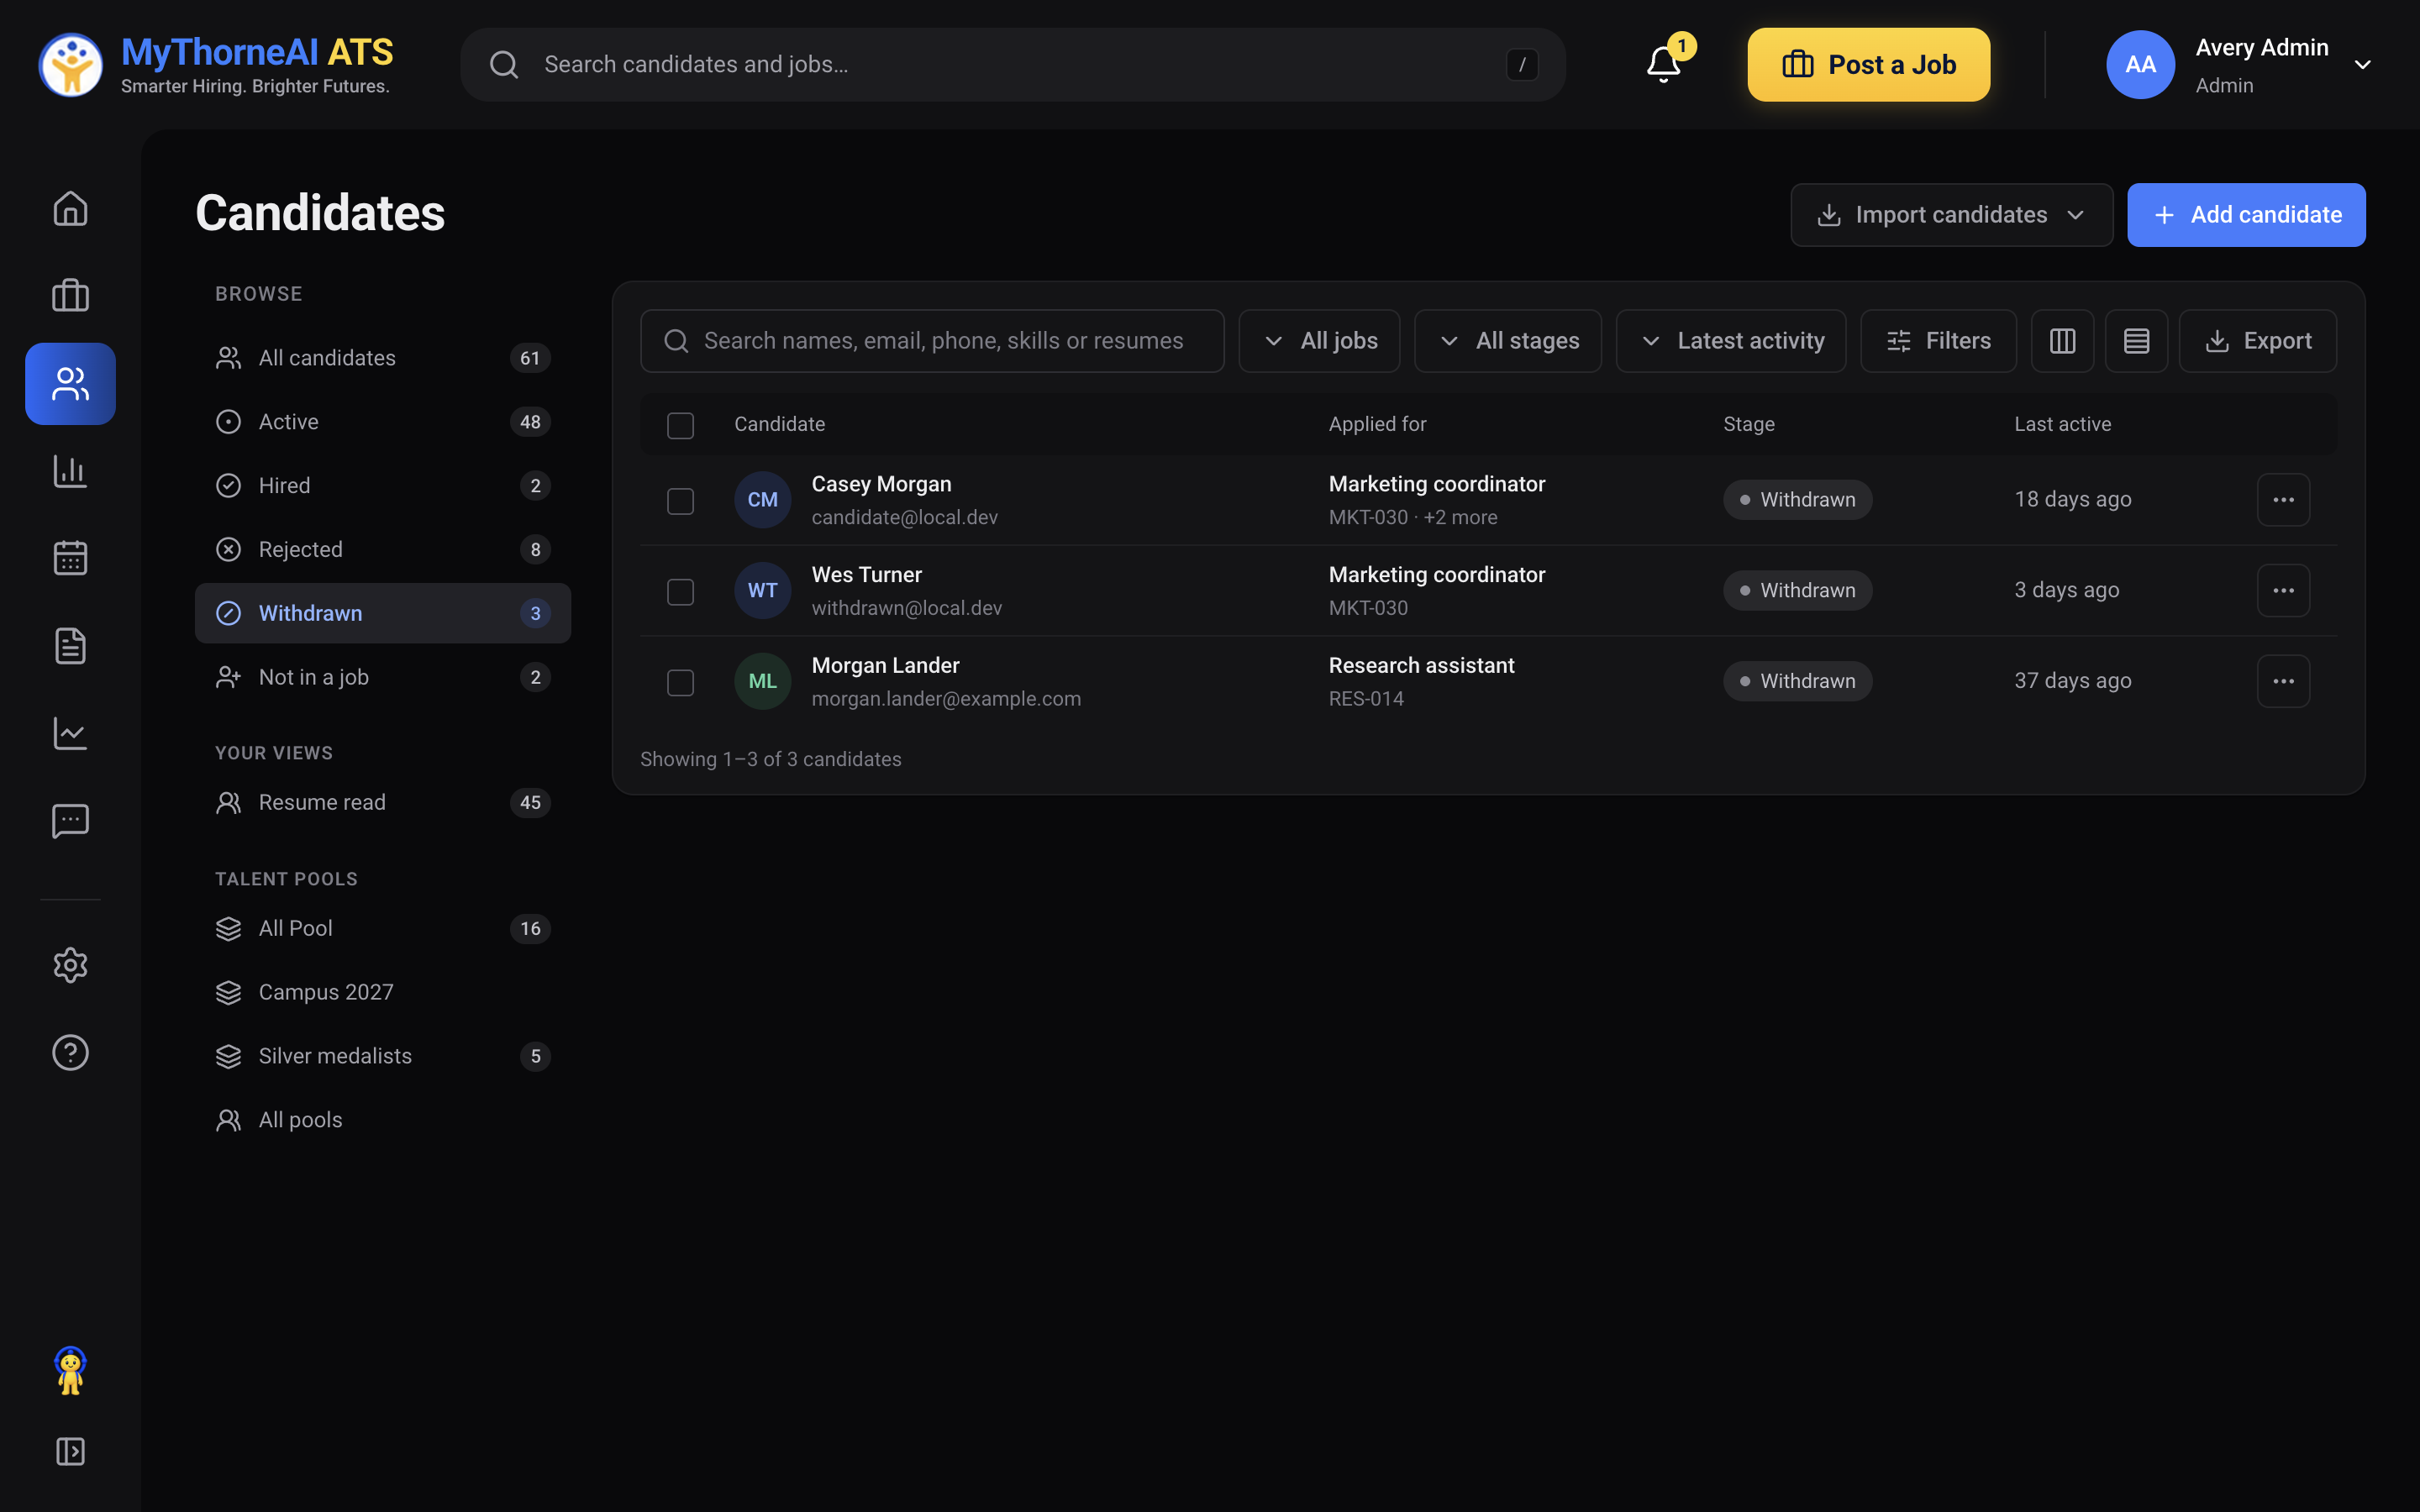 MyThorneAI ATS
Smarter Hiring. Brighter Futures.
Search candidates and jobs...
/
1
Post a Job
AA
Avery Admin
Admin
Candidates
Import candidates
Add candidate
BROWSE
All candidates 61
Active 48
Hired 2
Rejected 8
Withdrawn 3
Not in a job 2
YOUR VIEWS
Resume read 45
TALENT POOLS
All Pool 16
Campus 2027
Silver medalists 5
All pools
Search names, email, phone, skills or resumes
All jobs
All stages
Latest activity
Filters
Export
Candidate Applied for Stage Last active
CM Casey Morgan Marketing coordinator Withdrawn 18 days ago
candidate@local.dev MKT-030 · +2 more
WT Wes Turner Marketing coordinator Withdrawn 3 days ago
withdrawn@local.dev MKT-030
ML Morgan Lander Research assistant Withdrawn 37 days ago
morgan.lander@example.com RES-014
Showing 1–3 of 3 candidates